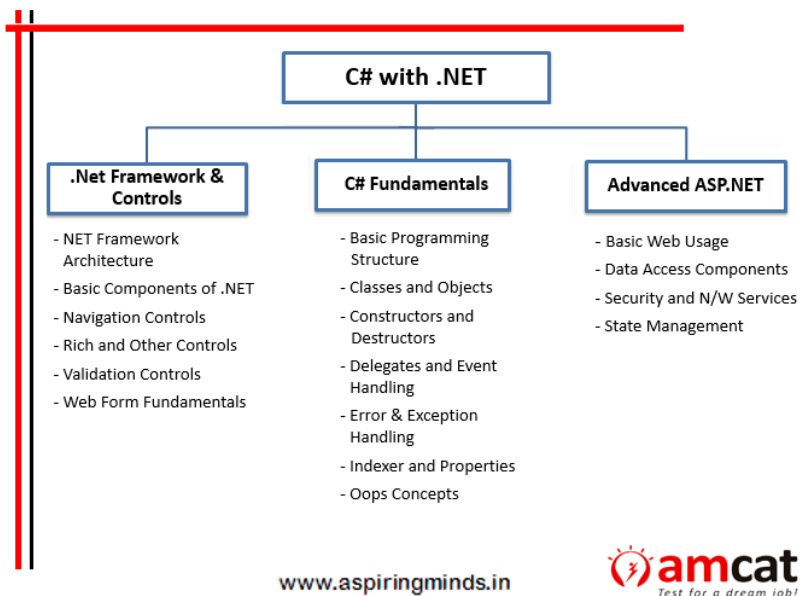 C# with .NET
.Net Framework &
Controls
- NET Framework
Architecture
- Basic Components of .NET
- Navigation Controls
- Rich and Other Controls
- Validation Controls
- Web Form Fundamentals
C# Fundamentals
- Basic Programming
Structure
- Classes and Objects
- Constructors and
Destructors
- Delegates and Event
Handling
- Error & Exception
Handling
- Indexer and Properties
- Oops Concepts
Advanced ASP.NET
- Basic Web Usage
- Data Access Components
- Security and N/W Services
- State Management
www.aspiringminds.in
amcat
Test for a dream job!